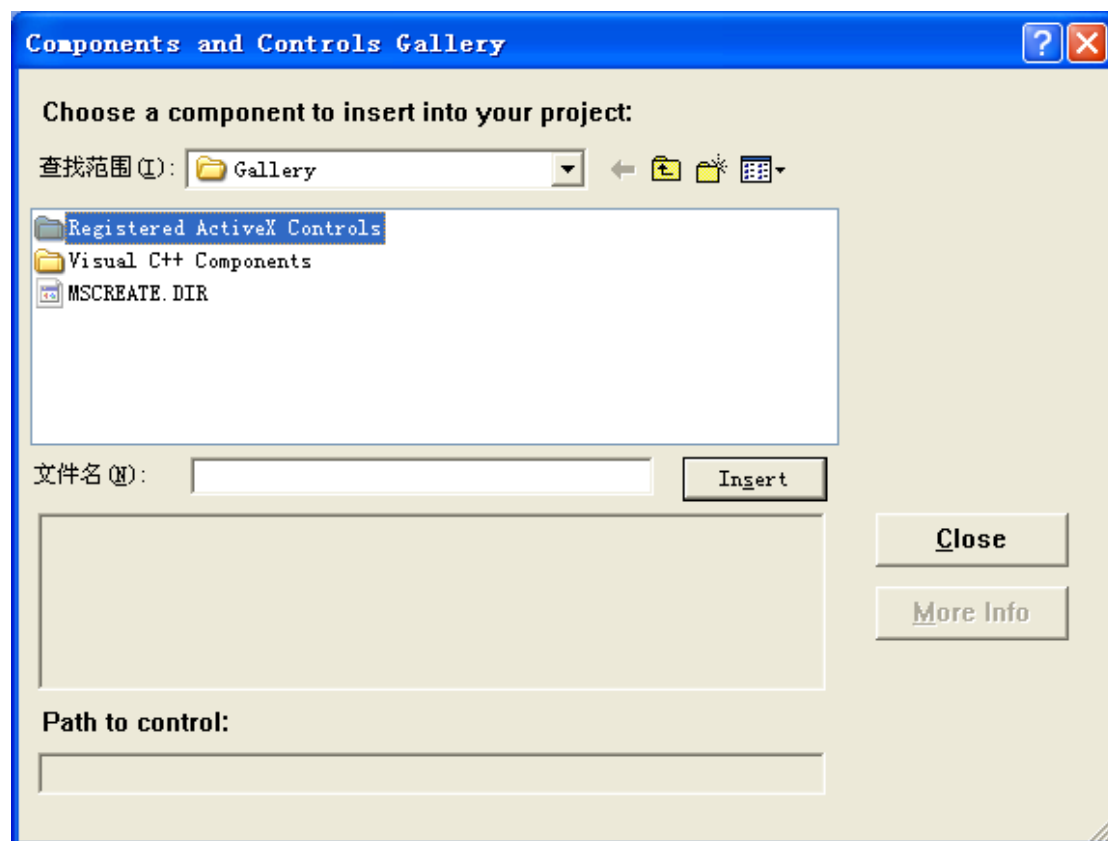 Components and Controls Gallery
Choose a component to insert into your project:
查找范围(I): Gallery
Registered ActiveX Controls
Visual C++ Components
MSCREATE.DIR
文件名(N): Insert
Close
More Info
Path to control: